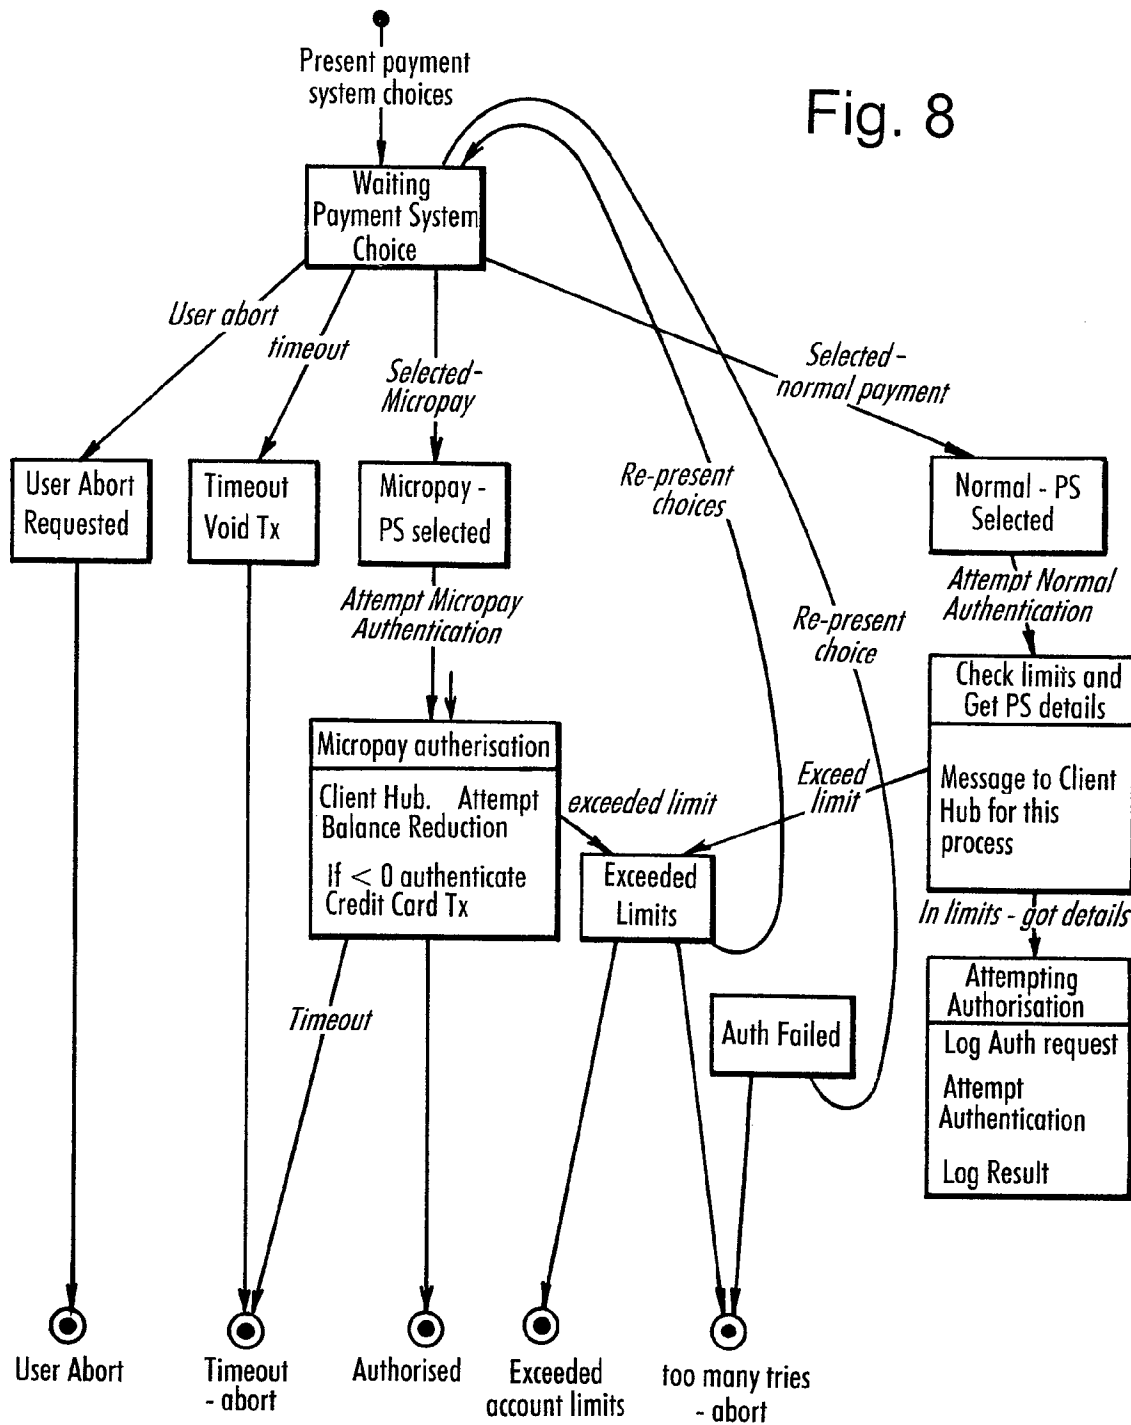 Present payment
system choices
Fig. 8
Waiting
Payment System
Choice
User abort
timeout
Selected-
Micropay
Selected-
normal payment
User Abort
Requested
Timeout
Void Tx
Micropay -
PS selected
Re-present
choices
Normal - PS
Selected
Attempt Micropay
Authentication
Attempt Normal
Authentication
Re-present
choice
Check limits and
Get PS details
Message to Client
Hub for this
process
Micropay autherisation
Client Hub. Attempt
Balance Reduction
If < 0 authenticate
Credit Card Tx
exceeded limit
Exceed
limit
Exceeded
Limits
In limits - got details
Attempting
Authorisation
Log Auth request
Attempt
Authentication
Log Result
Timeout
Auth Failed
User Abort
Timeout
- abort
Authorised
Exceeded
account limits
too many tries
- abort